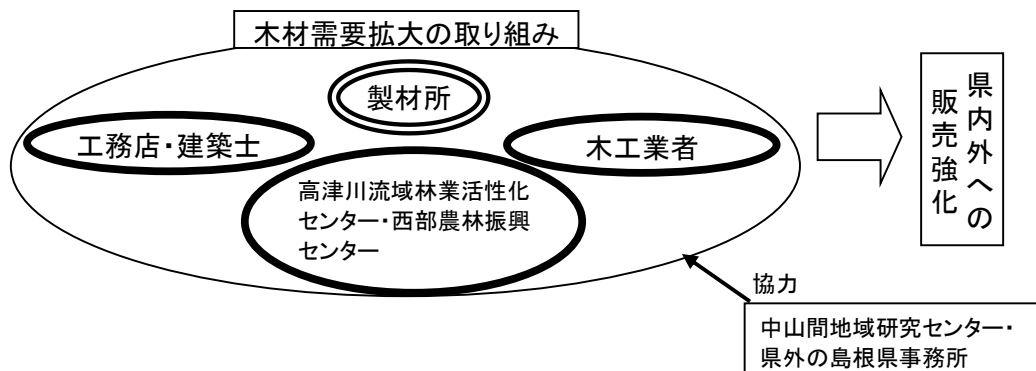 木材需要拡大の取り組み
製材所
工務店・建築士
木工業者
高津川流域林業活性化
センター・西部農林振興
センター
県内外への
販売強化
協力
中山間地域研究センター・
県外の島根県事務所